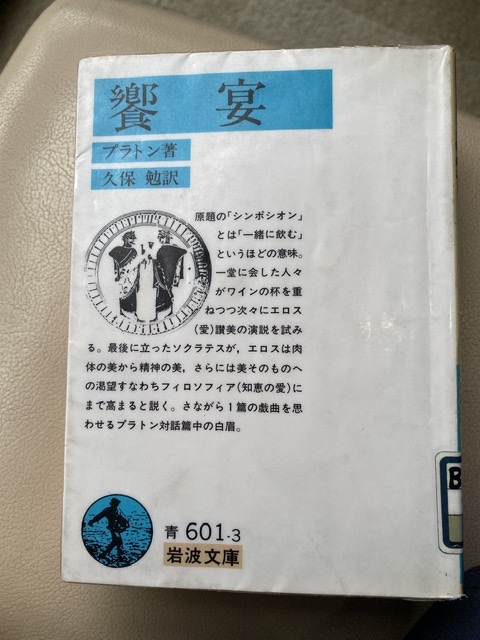 饗宴
プラトン著
久保 勉訳
原題の「シンポシオン」
とは「一緒に飲む」
というほどの意味。
一堂に会した人々
がワインの杯を重
ねつつ次々にエロス
(愛)讃美の演説を試み
る。最後に立ったソクラテスが，エロスは肉
体の美から精神の美，さらには美そのものへ
の渇望すなわちフィロソフィア(知恵の愛)に
まで高まると説く。さながら1篇の戯曲を思
わせるプラトン対話篇中の白眉。
青 601-3
岩波文庫
B